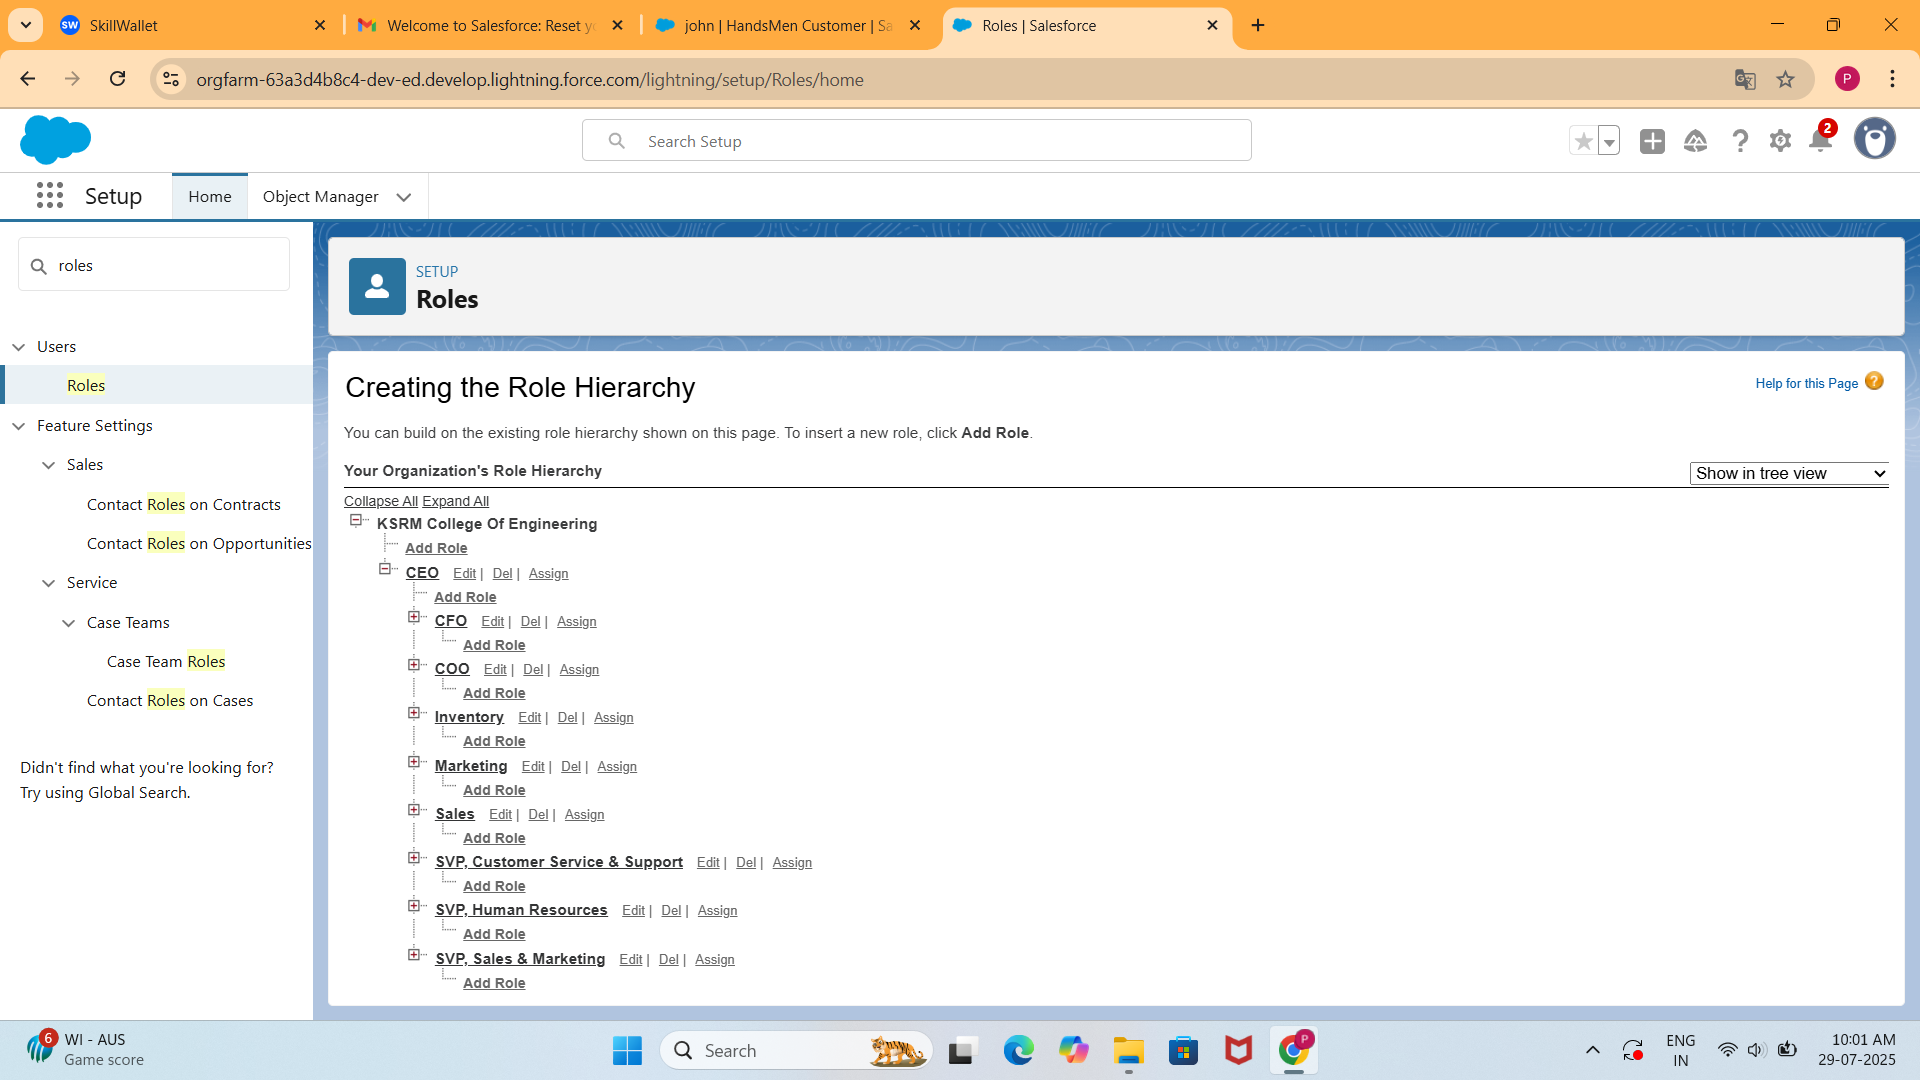 SW SkillWallet
Welcome to Salesforce: Reset yo
john | HandsMen Customer | Sa
Roles | Salesforce
orgfarm-63a3d4b8c4-dev-ed.develop.lightning.force.com/lightning/setup/Roles/home
P
Search Setup
2
Setup
Home
Object Manager
roles
Users
Roles
Feature Settings
Sales
Contact Roles on Contracts
Contact Roles on Opportunities
Service
Case Teams
Case Team Roles
Contact Roles on Cases
Didn't find what you're looking for?
Try using Global Search.
SETUP
Roles
Creating the Role Hierarchy
Help for this Page ?
You can build on the existing role hierarchy shown on this page. To insert a new role, click Add Role.
Your Organization's Role Hierarchy
Show in tree view
Collapse All Expand All
KSRM College Of Engineering
Add Role
CEO Edit | Del | Assign
Add Role
CFO Edit | Del | Assign
Add Role
COO Edit | Del | Assign
Add Role
Inventory Edit | Del | Assign
Add Role
Marketing Edit | Del | Assign
Add Role
Sales Edit | Del | Assign
Add Role
SVP, Customer Service & Support Edit | Del | Assign
Add Role
SVP, Human Resources Edit | Del | Assign
Add Role
SVP, Sales & Marketing Edit | Del | Assign
Add Role
6
WI - AUS
Game score
Search
P
ENG
IN
10:01 AM
29-07-2025